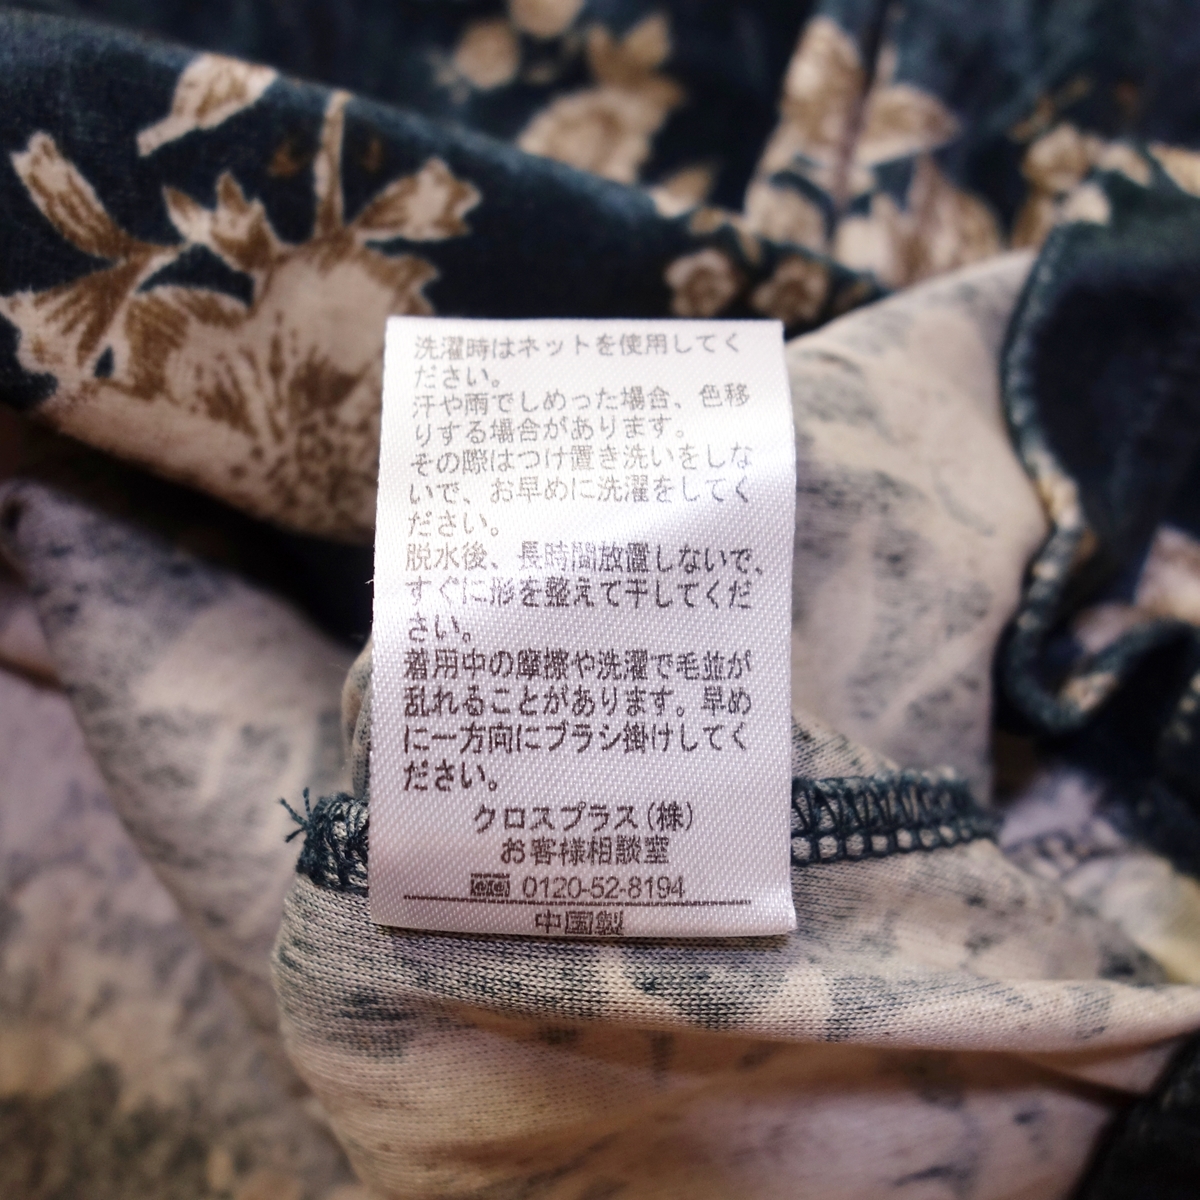 洗濯時はネットを使用してく
ださい。
汗や雨でしめった場合、色移
りする場合があります。
その際はつけ置き洗いをしな
いで、お早めに洗濯をしてく
ださい。
脱水後、長時間放置しないで、
すぐに形を整えて干してくだ
さい。
着用中の摩擦や洗濯で毛並が
乱れることがあります。早め
に一方向にブラシ掛けしてく
ださい。
クロスプラス(株)
お客様相談室
0120-52-8194
中国製